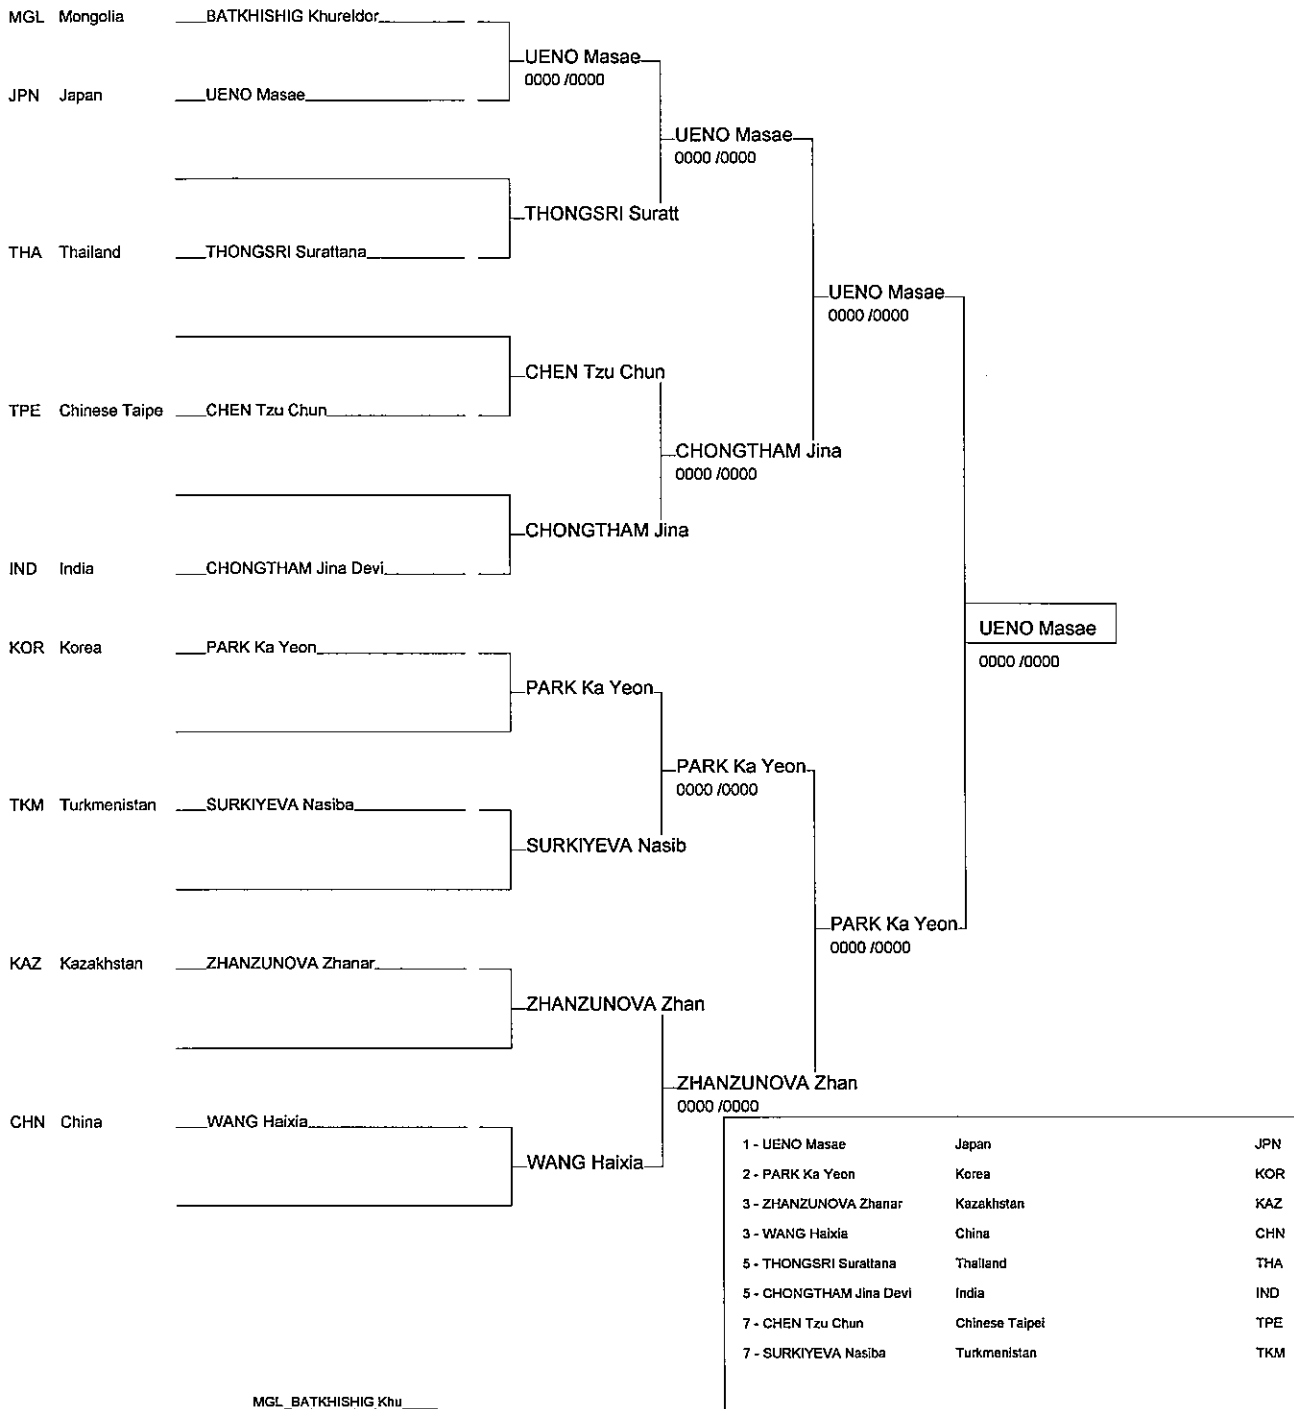 MGL Mongolia BATKHISHIG Khureldor
UENO Masae
0000 /0000
JPN Japan UENO Masae
UENO Masae
0000 /0000
THONGSRI Suratt
THA Thailand THONGSRI Surattana
UENO Masae
0000 /0000
CHEN Tzu Chun
TPE Chinese Taipe CHEN Tzu Chun
CHONGTHAM Jina
0000 /0000
CHONGTHAM Jina
IND India CHONGTHAM Jina Devi
UENO Masae
0000 /0000
KOR Korea PARK Ka Yeon
PARK Ka Yeon
PARK Ka Yeon
0000 /0000
TKM Turkmenistan SURKIYEVA Nasiba
SURKIYEVA Nasib
PARK Ka Yeon
0000 /0000
KAZ Kazakhstan ZHANZUNOVA Zhanar
ZHANZUNOVA Zhan
ZHANZUNOVA Zhan
0000 /0000
CHN China WANG Haixia
WANG Haixia
1 - UENO Masae Japan JPN
2 - PARK Ka Yeon Korea KOR
3 - ZHANZUNOVA Zhanar Kazakhstan KAZ
3 - WANG Haixia China CHN
5 - THONGSRI Surattana Thailand THA
5 - CHONGTHAM Jina Devi India IND
7 - CHEN Tzu Chun Chinese Taipei TPE
7 - SURKIYEVA Nasiba Turkmenistan TKM
MGL BATKHISHIG Khu